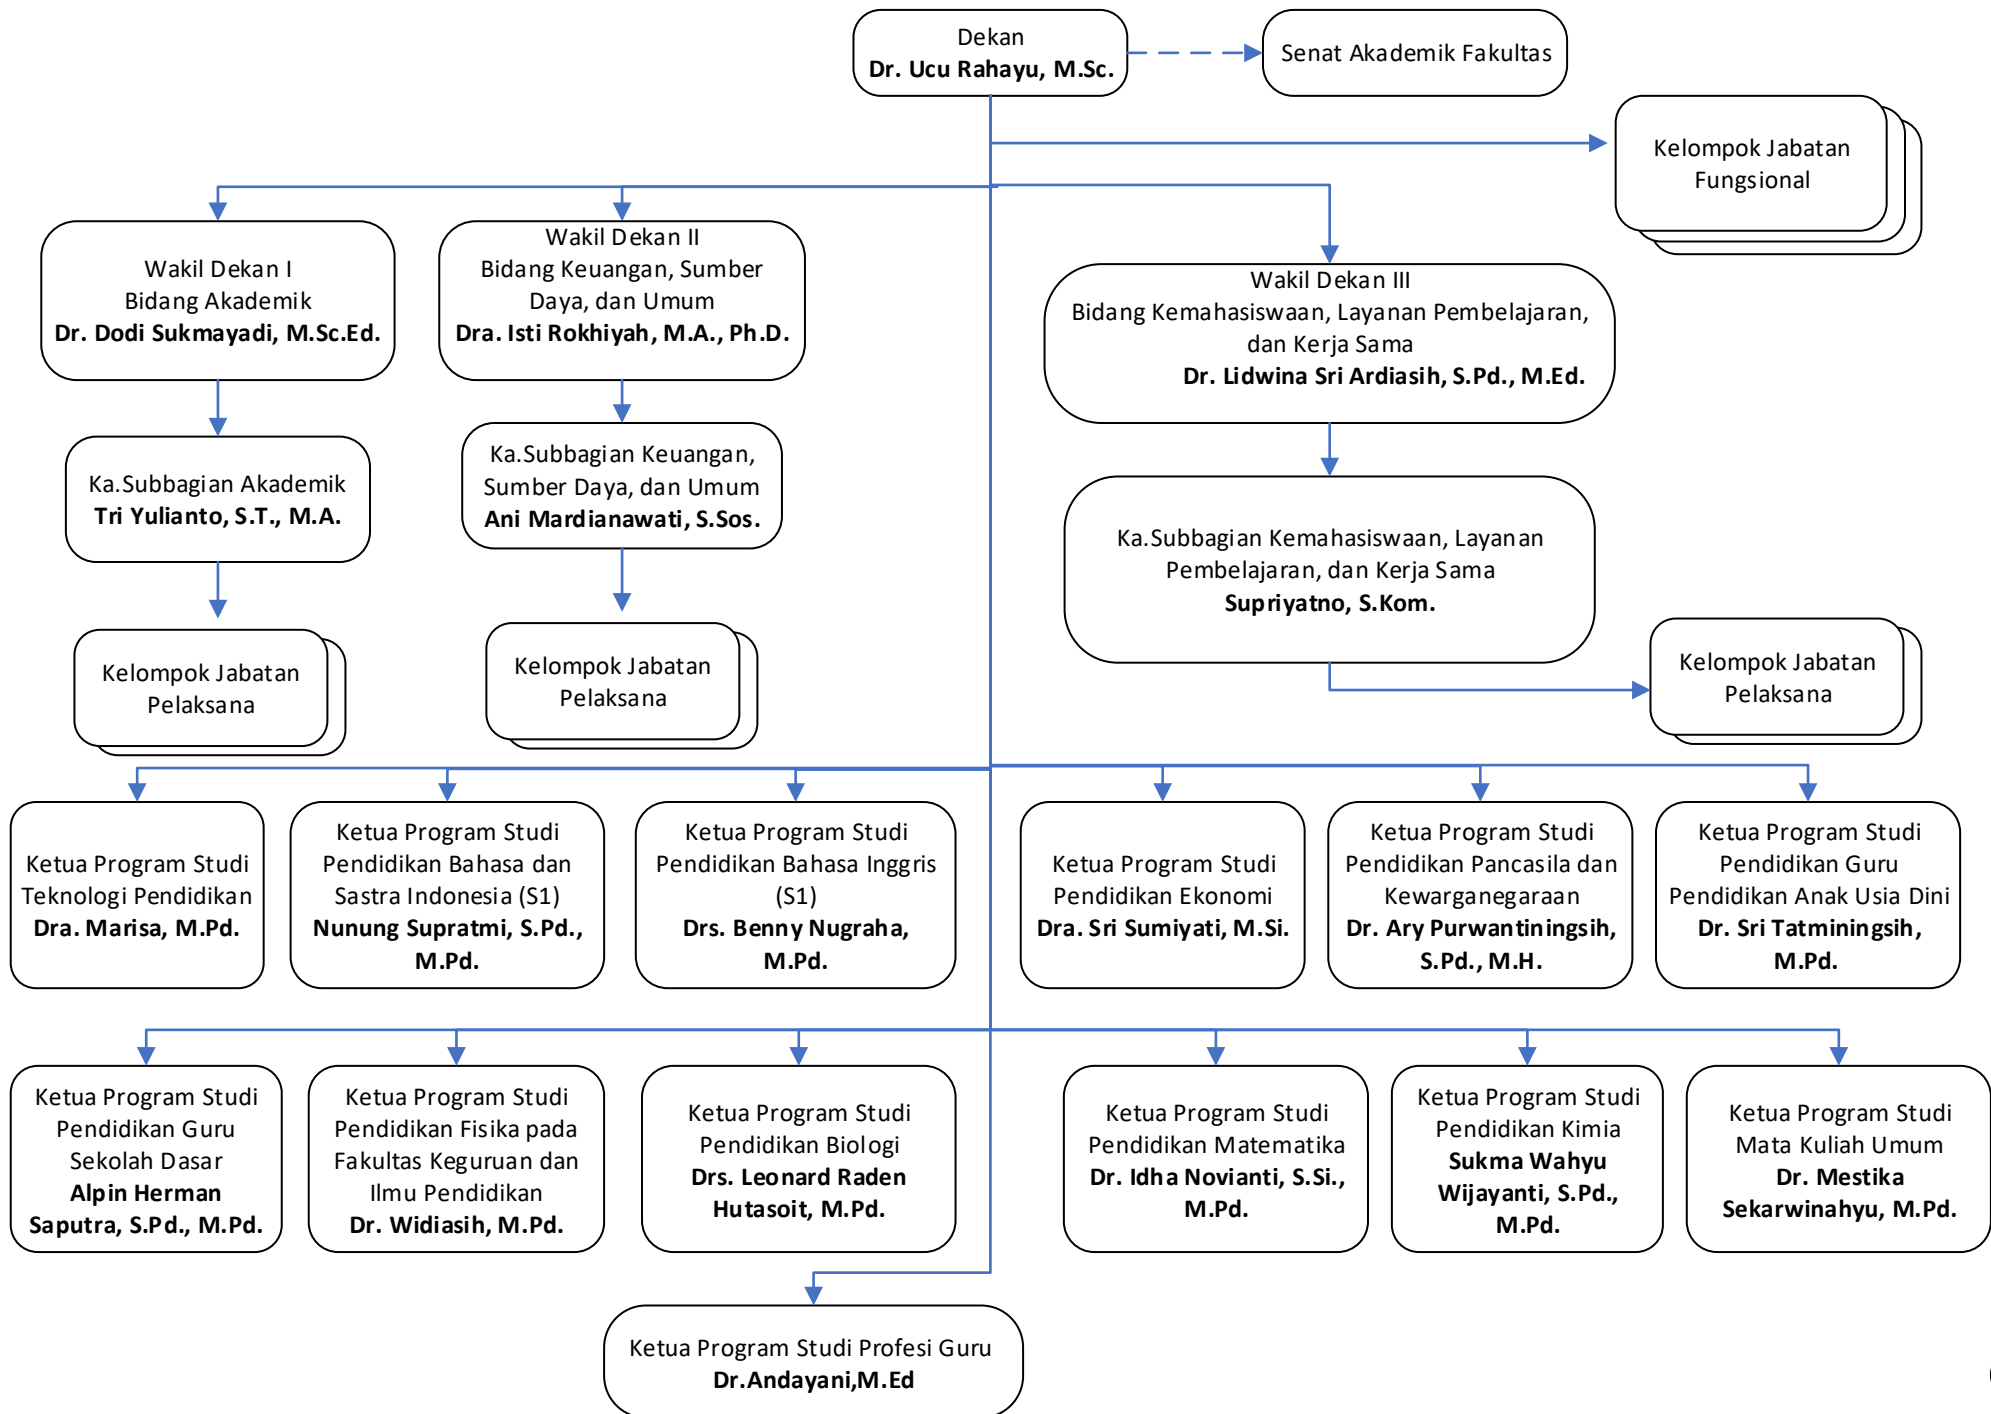 Dekan
Dr. Ucu Rahayu, M.Sc.
Senat Akademik Fakultas
Kelompok Jabatan
Fungsional
Wakil Dekan I
Bidang Akademik
Dr. Dodi Sukmayadi, M.Sc.Ed.
Wakil Dekan II
Bidang Keuangan, Sumber
Daya, dan Umum
Dra. Isti Rokhiyah, M.A., Ph.D.
Wakil Dekan III
Bidang Kemahasiswaan, Layanan Pembelajaran,
dan Kerja Sama
Dr. Lidwina Sri Ardiasih, S.Pd., M.Ed.
Ka.Subbagian Akademik
Tri Yulianto, S.T., M.A.
Ka.Subbagian Keuangan,
Sumber Daya, dan Umum
Ani Mardianawati, S.Sos.
Ka.Subbagian Kemahasiswaan, Layanan
Pembelajaran, dan Kerja Sama
Supriyatno, S.Kom.
Kelompok Jabatan
Pelaksana
Kelompok Jabatan
Pelaksana
Kelompok Jabatan
Pelaksana
Ketua Program Studi
Teknologi Pendidikan
Dra. Marisa, M.Pd.
Ketua Program Studi
Pendidikan Bahasa dan
Sastra Indonesia (S1)
Nunung Supratmi, S.Pd.,
M.Pd.
Ketua Program Studi
Pendidikan Bahasa Inggris
(S1)
Drs. Benny Nugraha,
M.Pd.
Ketua Program Studi
Pendidikan Ekonomi
Dra. Sri Sumiyati, M.Si.
Ketua Program Studi
Pendidikan Pancasila dan
Kewarganegaraan
Dr. Ary Purwantiningsih,
S.Pd., M.H.
Ketua Program Studi
Pendidikan Guru
Pendidikan Anak Usia Dini
Dr. Sri Tatminingsih,
M.Pd.
Ketua Program Studi
Pendidikan Guru
Sekolah Dasar
Alpin Herman
Saputra, S.Pd., M.Pd.
Ketua Program Studi
Pendidikan Fisika pada
Fakultas Keguruan dan
Ilmu Pendidikan
Dr. Widiasih, M.Pd.
Ketua Program Studi
Pendidikan Biologi
Drs. Leonard Raden
Hutasoit, M.Pd.
Ketua Program Studi
Pendidikan Matematika
Dr. Idha Novianti, S.Si.,
M.Pd.
Ketua Program Studi
Pendidikan Kimia
Sukma Wahyu
Wijayanti, S.Pd.,
M.Pd.
Ketua Program Studi
Mata Kuliah Umum
Dr. Mestika
Sekarwinahyu, M.Pd.
Ketua Program Studi Profesi Guru
Dr.Andayani,M.Ed